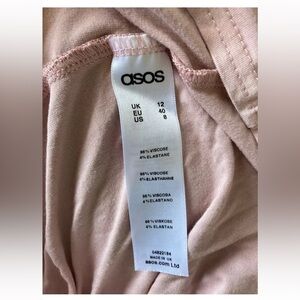 asos
UK 12
EU 40
US 8
96% VISCOSE
4% ELASTANE
96% VISCOSE
4% ELASTHANNE
96% VISCOSA
4% ELASTANO
96% VISKOSE
4% ELASTAN
MADE IN UK
asos.com Ltd